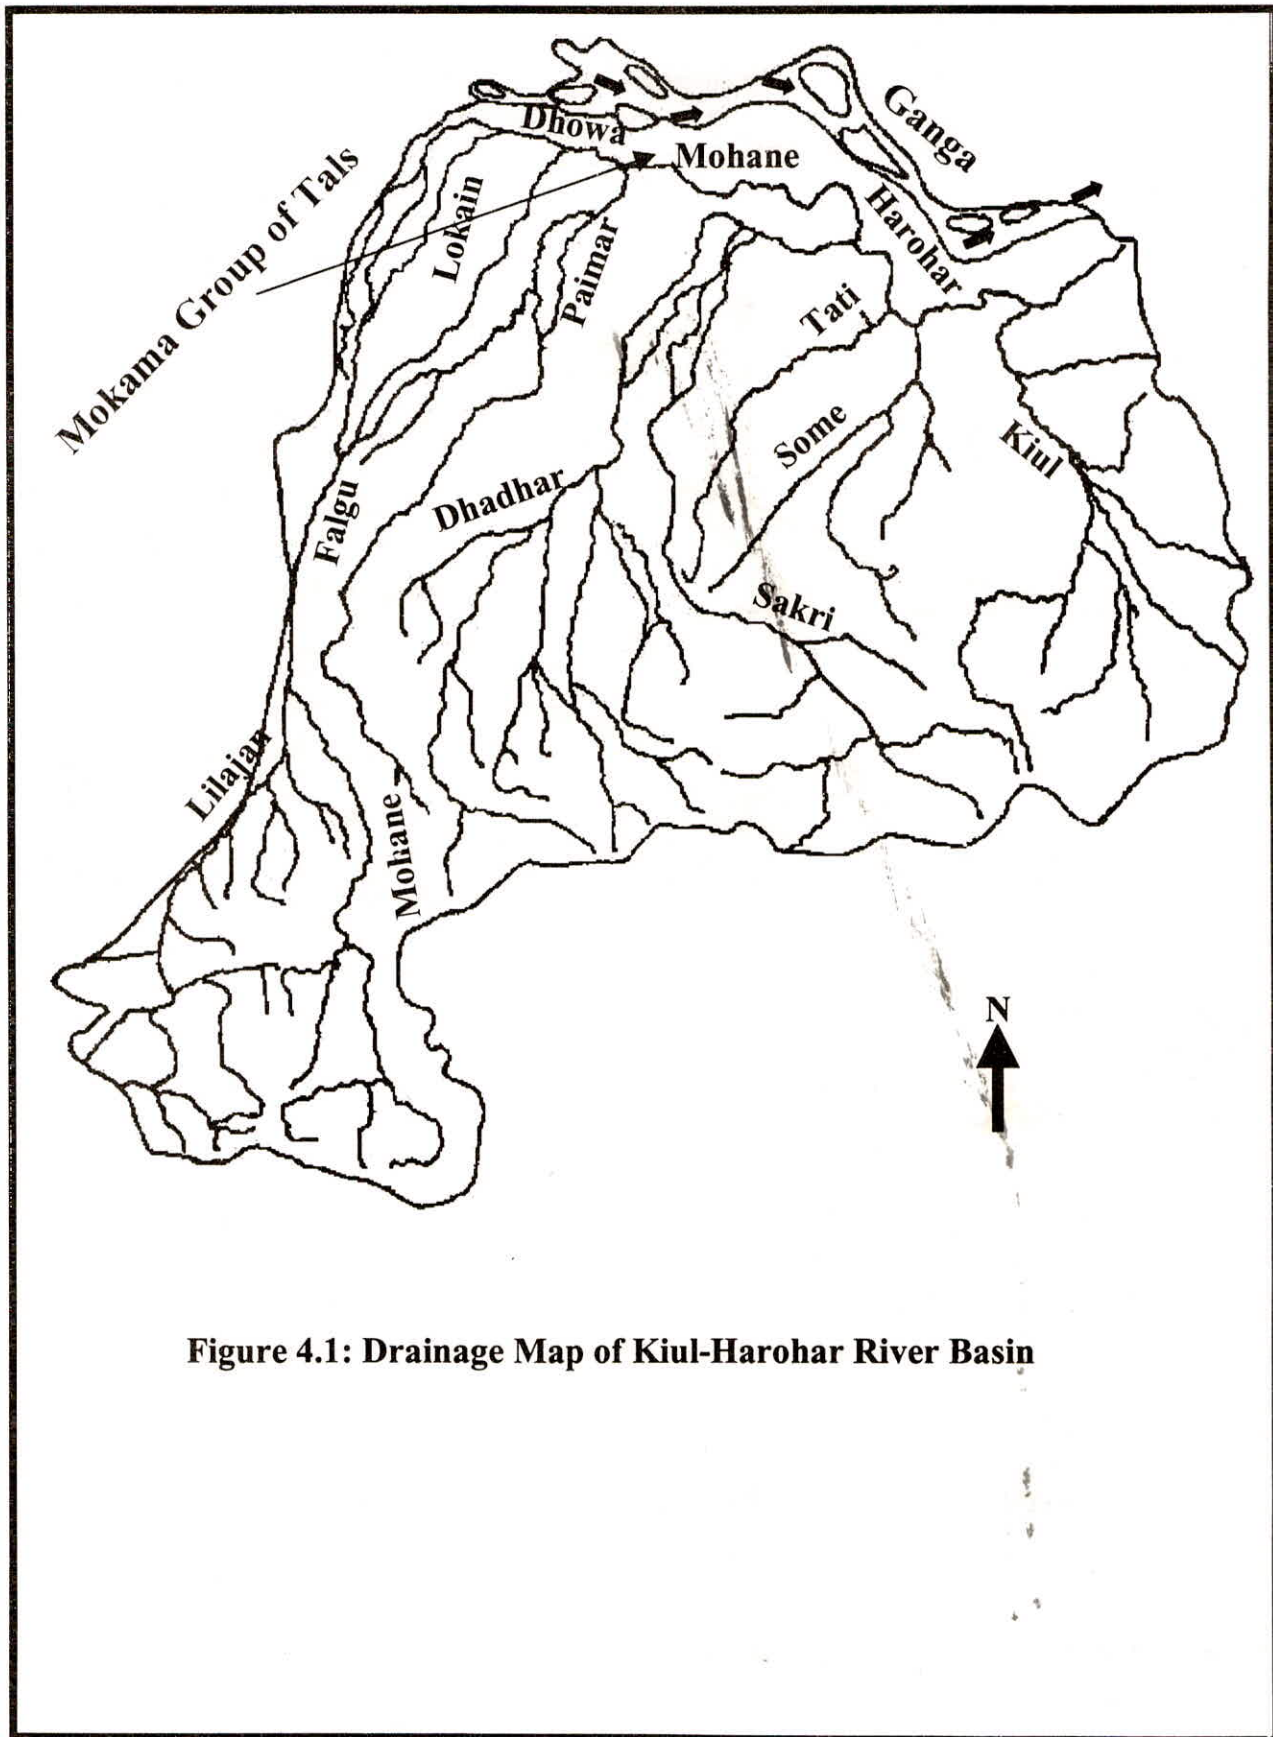 Ganga
Dhowa
Mohane
Mokama Group of Tals
Lokain
Harohar
Paimar
Tati
Some
Kiul
Dhadhar
Falgu
Sakri
Lilajan
Mohane
N
Figure 4.1: Drainage Map of Kiul-Harohar River Basin